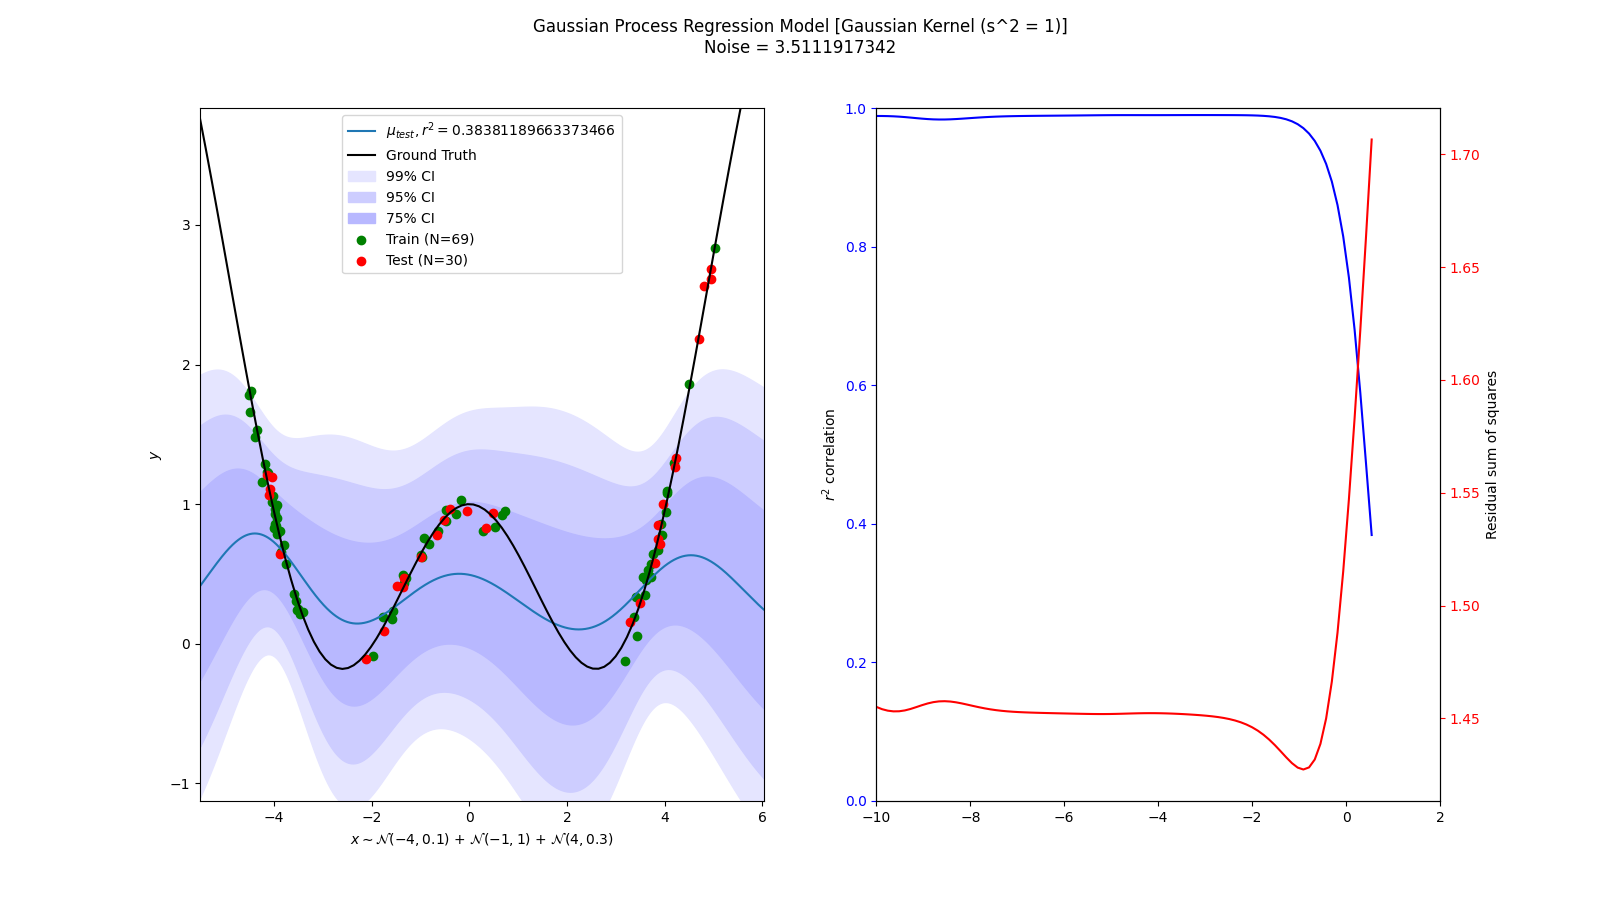 Gaussian Process Regression Model [Gaussian Kernel (s^2 = 1)]
Noise = 3.5111917342
μ_test, r² = 0.38381189663373466
Ground Truth
99% CI
95% CI
75% CI
Train (N=69)
Test (N=30)
3
2
1
0
−1
y
−4
−2
0
2
4
6
x ~ 𝒩(−4, 0.1) + 𝒩(−1, 1) + 𝒩(4, 0.3)
1.0
0.8
0.6
0.4
0.2
0.0
r² correlation
−10
−8
−6
−4
−2
0
2
1.70
1.65
1.60
1.55
1.50
1.45
Residual sum of squares